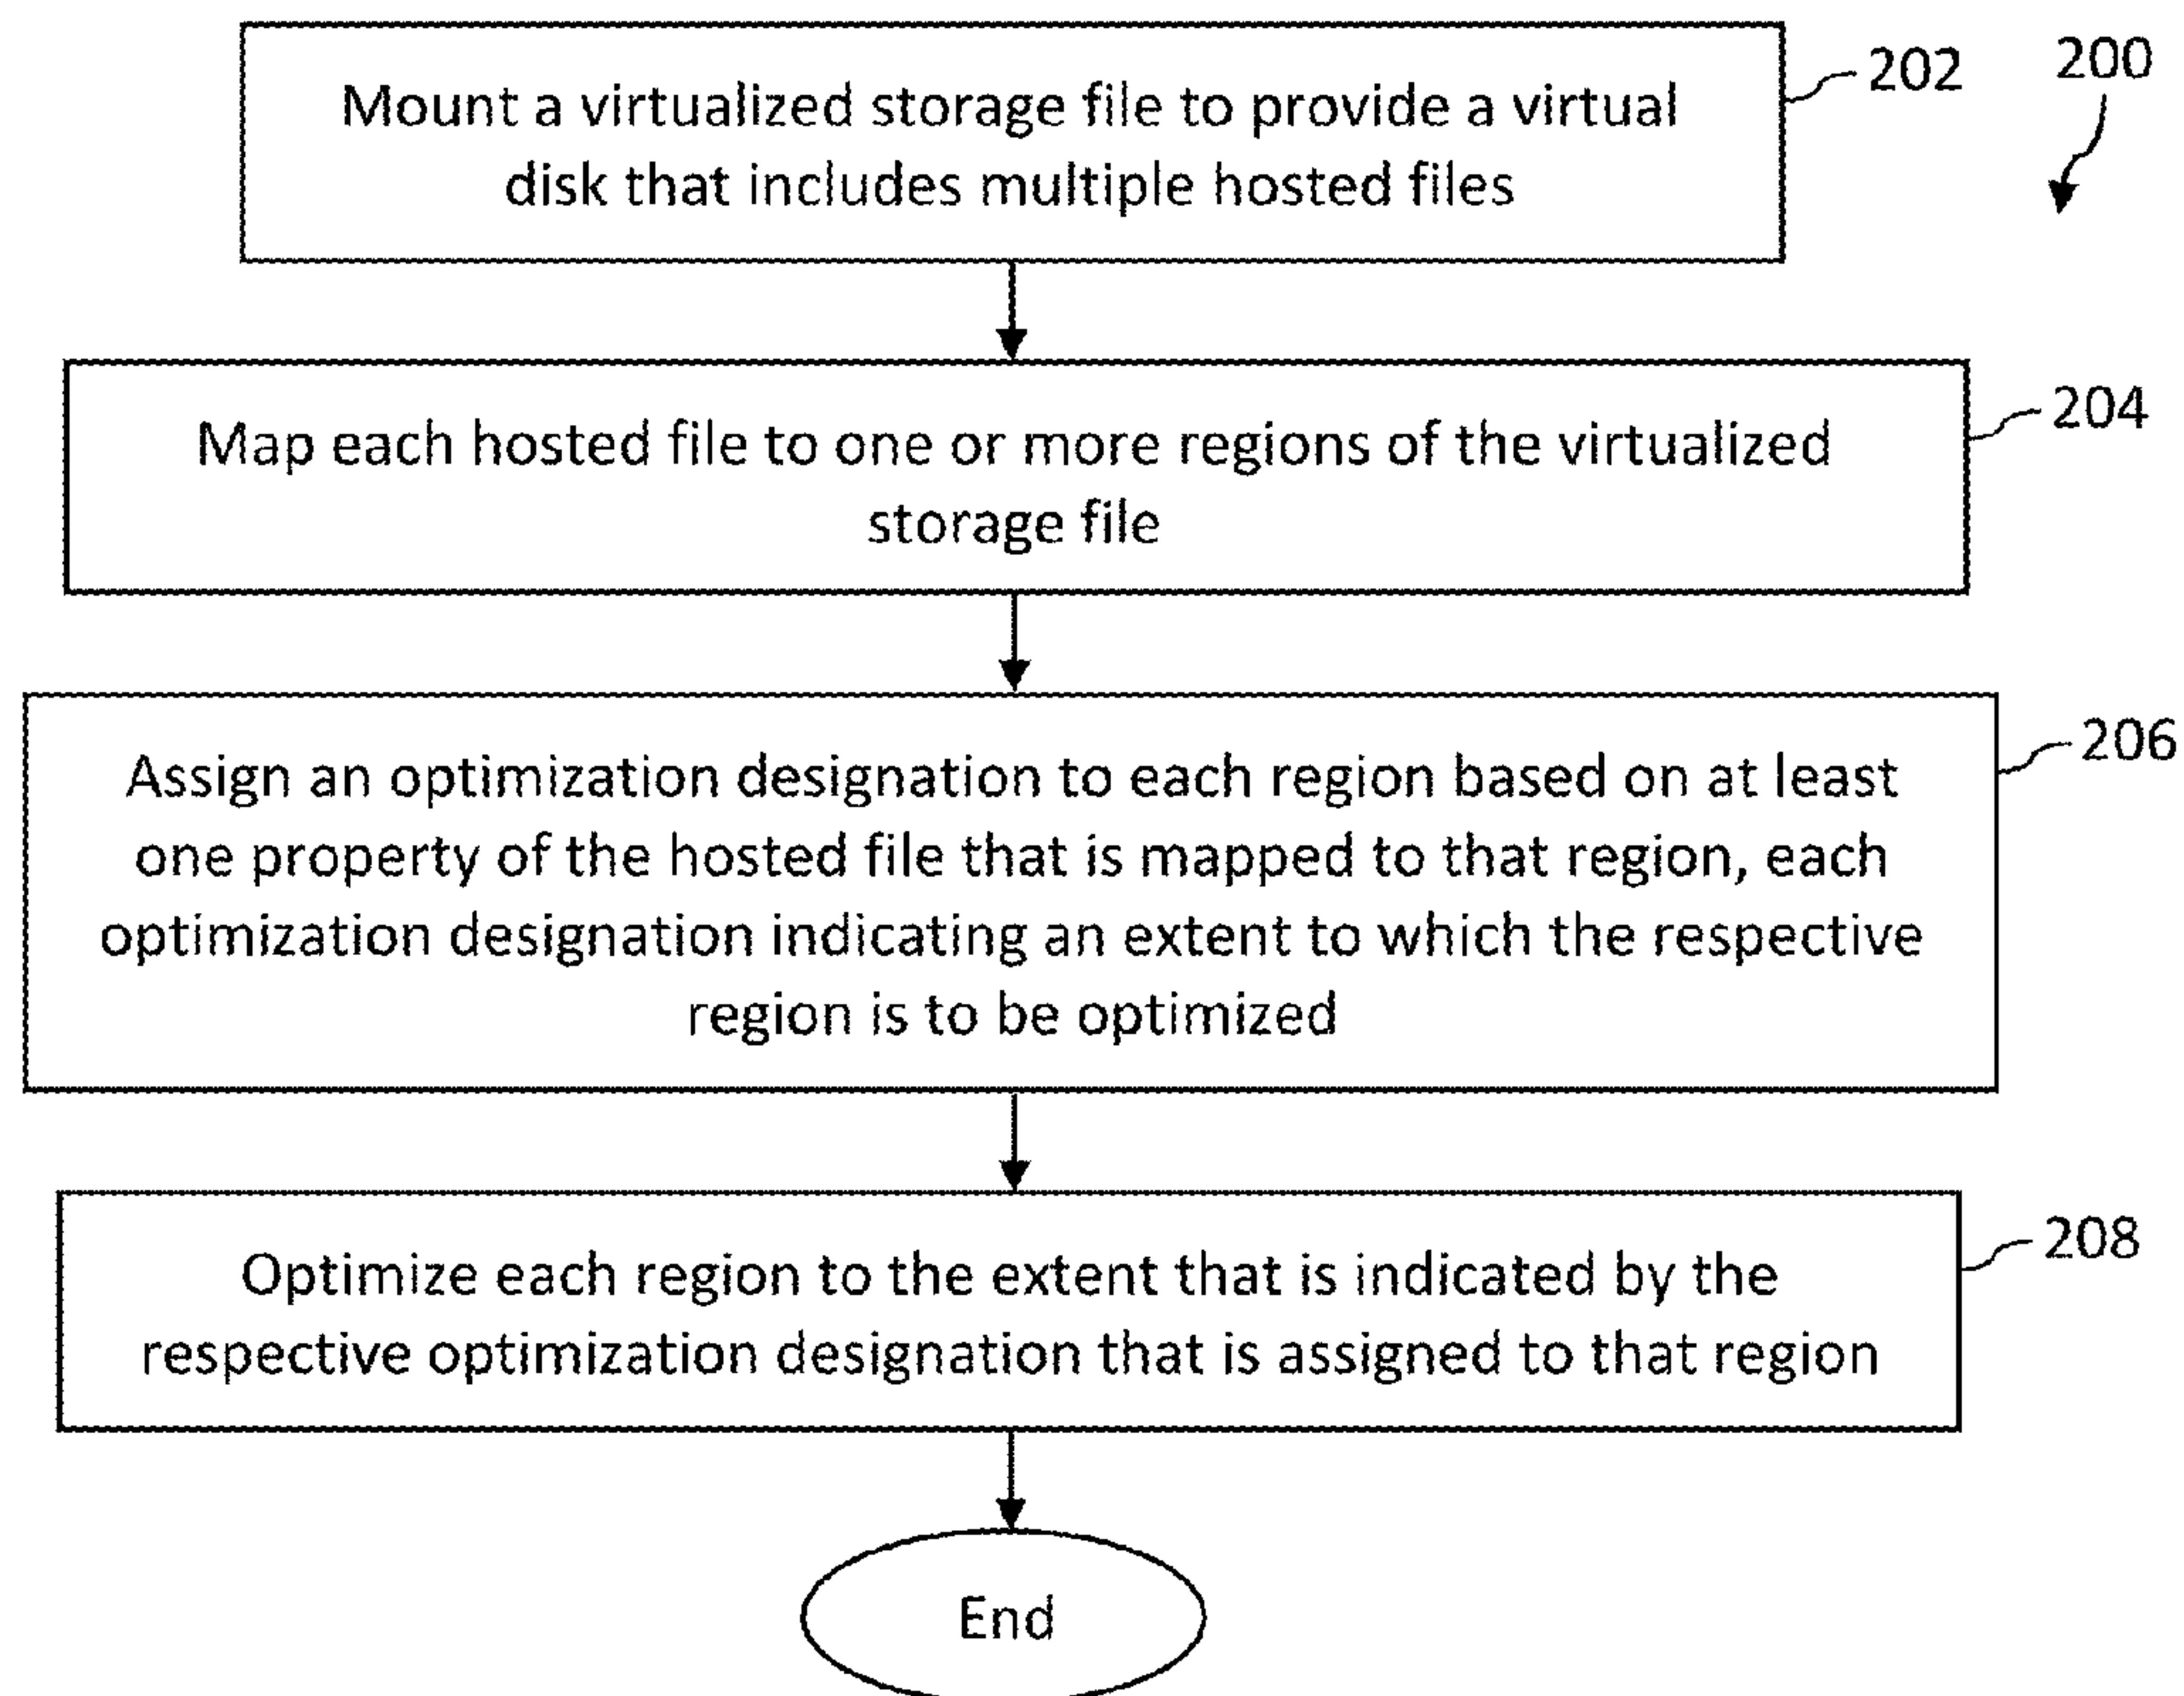 Mount a virtualized storage file to provide a virtual
disk that includes multiple hosted files
202
200
Map each hosted file to one or more regions of the virtualized
storage file
204
Assign an optimization designation to each region based on at least
one property of the hosted file that is mapped to that region, each
optimization designation indicating an extent to which the respective
region is to be optimized
206
Optimize each region to the extent that is indicated by the
respective optimization designation that is assigned to that region
208
End